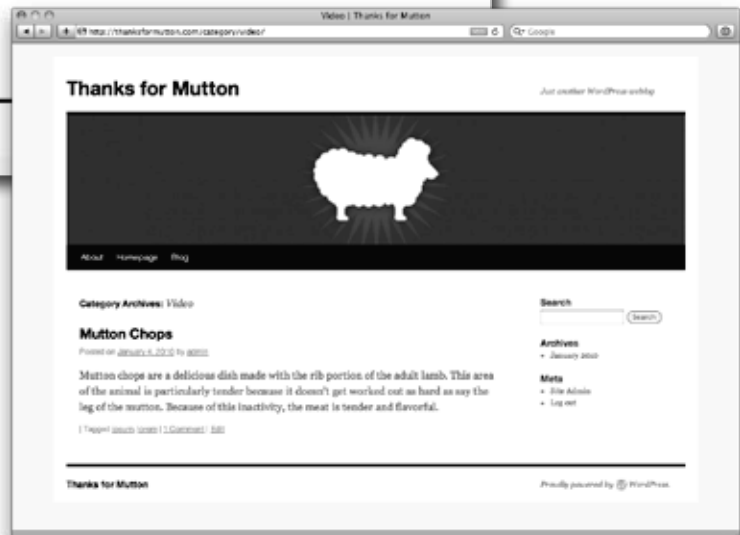 Video | Thanks for Mutton
http://thanksformutton.com/category/video/
Google
Thanks for Mutton
Just another WordPress weblog
About Homepage Blog
Category Archives: Video
Search
Search
Mutton Chops
Posted on January 4, 2010 by admin
Archives
January 2010
Mutton chops are a delicious dish made with the rib portion of the adult lamb. This area
of the animal is particularly tender because it doesn't get worked out as hard as say the
leg of the mutton. Because of this inactivity, the meat is tender and flavorful.
Meta
Site Admin
Log out
| Tagged ipsum, lorem | 1 Comment | Edit
Thanks for Mutton
Proudly powered by WordPress.